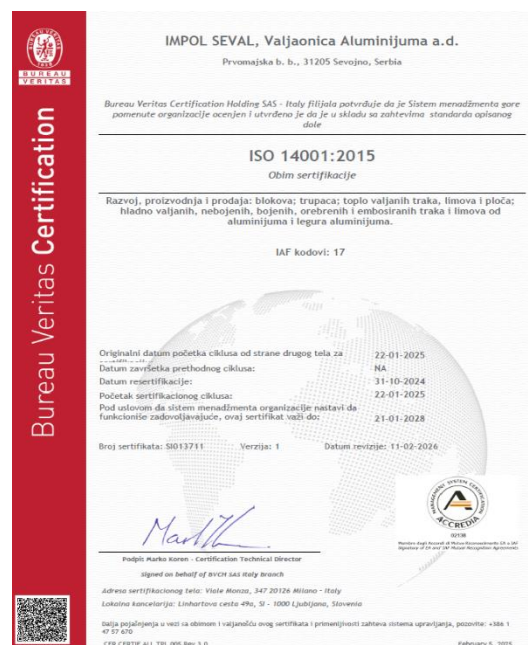 BUREAU
VERITAS
Bureau Veritas Certification
IMPOL SEVAL, Valjaonica Aluminijuma a.d.
Prvomajska b. b., 31205 Sevojno, Serbia
Bureau Veritas Certification Holding SAS - Italy filijala potvrđuje da je Sistem menadžmenta gore
pomenute organizacije ocenjen i utvrđeno je da je u skladu sa zahtevima standarda opisanog
dole
ISO 14001:2015
Obim sertifikacije
Razvoj, proizvodnja i prodaja: blokova; trupaca; toplo valjanih traka, limova i ploča;
hladno valjanih, nebojenih, bojenih, orebrenih i embosiranih traka i limova od
aluminijuma i legura aluminijuma.
IAF kodovi: 17
Originalni datum početka ciklusa od strane drugog tela za
22-01-2025
Datum završetka prethodnog ciklusa: NA
Datum resertifikacije: 31-10-2024
Početak sertifikacionog ciklusa: 22-01-2025
Pod uslovom da sistem menadžmenta organizacije nastavi da
funkcioniše zadovoljavajuće, ovaj sertifikat važi do: 21-01-2028
Broj sertifikata: SI013711 Verzija: 1 Datum revizije: 11-02-2026
MANAGEMENT SYSTEM CERTIFICATION
ACCREDIA
Podpis Marko Koren - Certification Technical Director
Signed on behalf of BVCH SAS Italy Branch
Adresa sertifikacionog tela: Viale Monza, 347 20126 Milano - Italy
Lokalna kancelarija: Linhartova cesta 49a, SI - 1000 Ljubljana, Slovenia
Dalja pojašnjenja u vezi sa obimom i valjanošću ovog sertifikata i primenljivosti zahteva sistema upravljanja, pozovite: +386 1
47 57 670
February 5, 2025